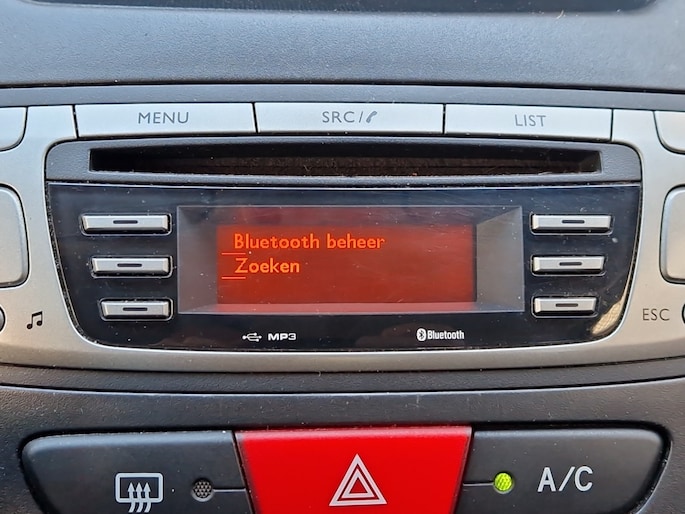 MENU SRC/ LIST
Bluetooth beheer
Zoeken
ESC
MP3 Bluetooth
A/C